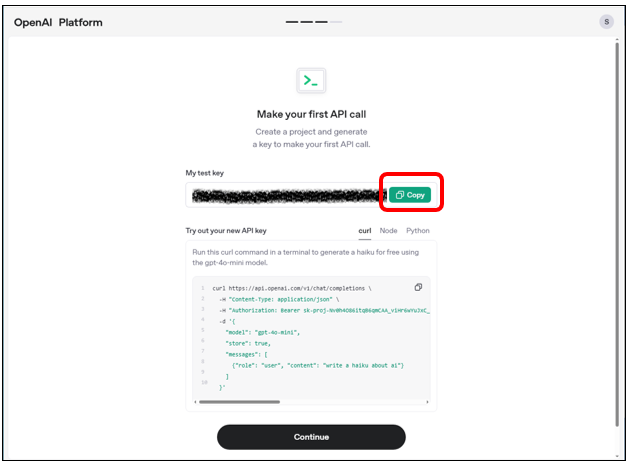 OpenAI Platform
S
>_
Make your first API call
Create a project and generate
a key to make your first API call.
My test key
Copy
Try out your new API key curl Node Python
Run this curl command in a terminal to generate a haiku for free using
the gpt-4o-mini model.
1 curl https://api.openai.com/v1/chat/completions \
2 -H "Content-Type: application/json" \
3 -H "Authorization: Bearer
4 -d '{
5 "model": "gpt-4o-mini",
6 "store": true,
7 "messages": [
8 {"role": "user", "content": "write a haiku about ai"}
9 ]
10 }'
Continue